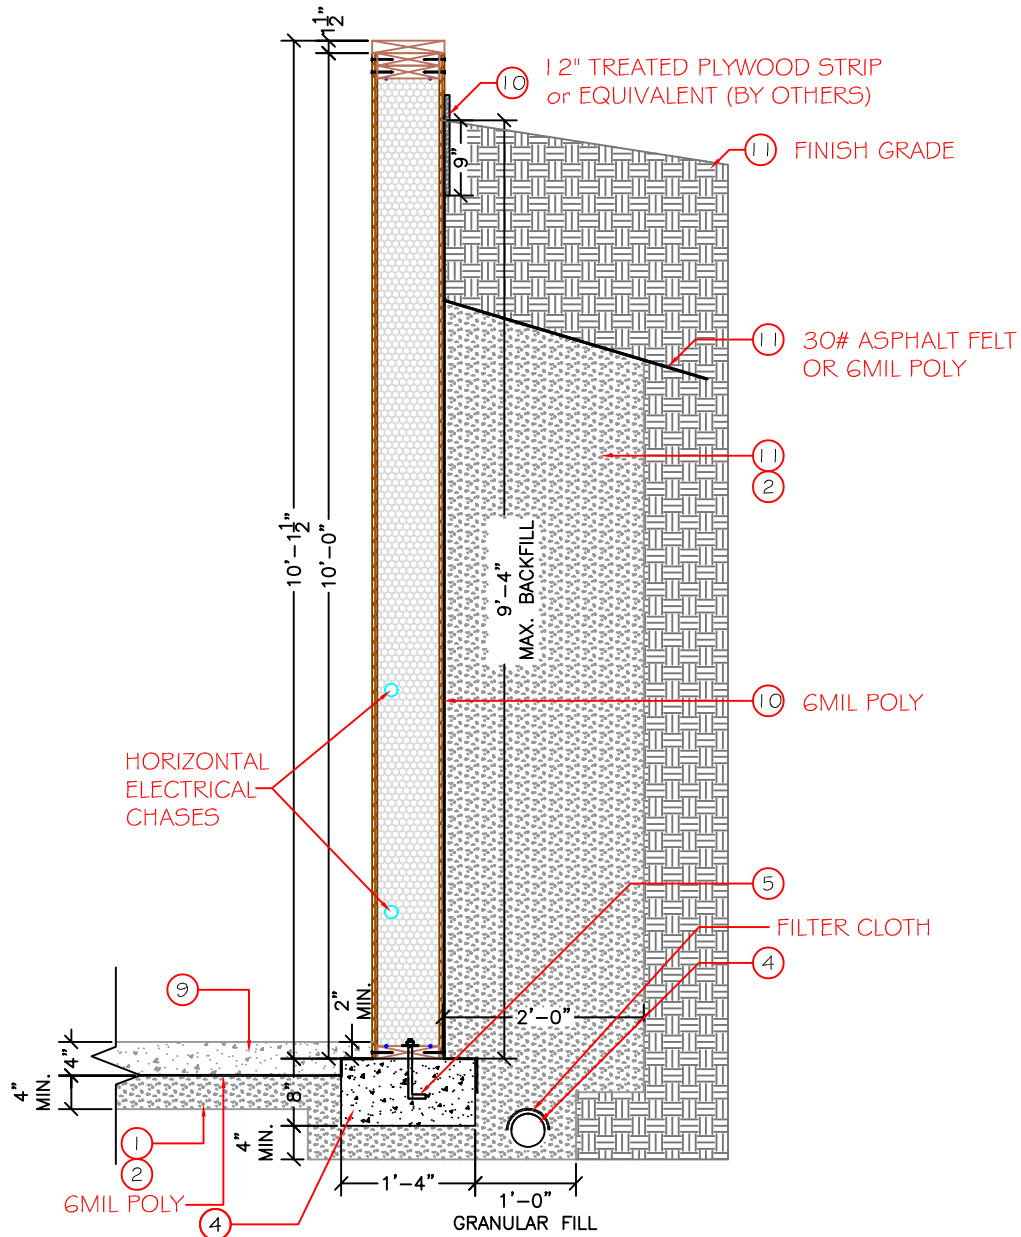 1½"
10
12" TREATED PLYWOOD STRIP
or EQUIVALENT (BY OTHERS)
11 FINISH GRADE
9"
11 30# ASPHALT FELT
OR 6MIL POLY
11
2
10'-1½"
10'-0"
9'-4"
MAX. BACKFILL
10 6MIL POLY
HORIZONTAL
ELECTRICAL
CHASES
5
FILTER CLOTH
4
9
2"
MIN.
2'-0"
4"
4"
MIN.
8"
4"
MIN.
1
2
6MIL POLY
4
1'-4"
1'-0"
GRANULAR FILL